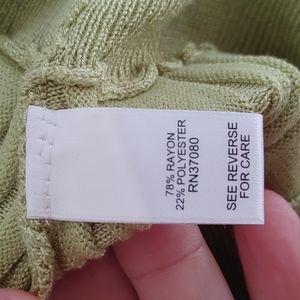 78% RAYON
22% POLYESTER
RN37080
SEE REVERSE
FOR CARE